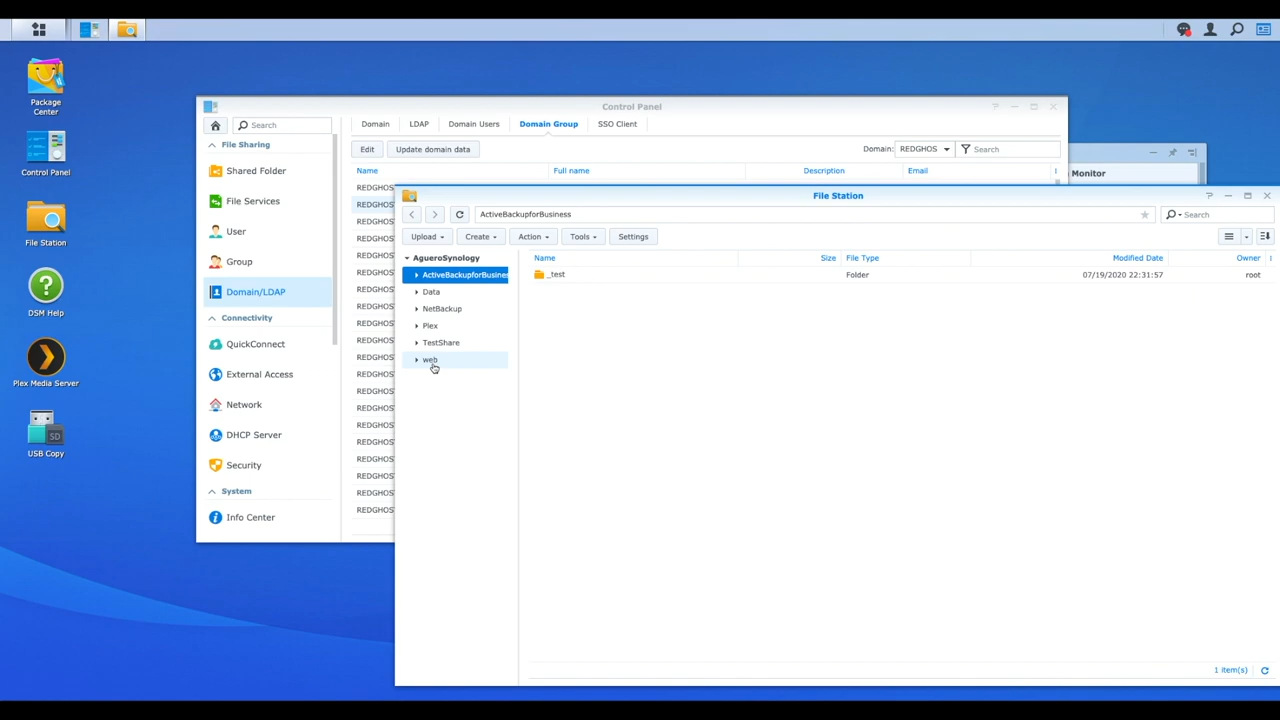 Package
Center
Control Panel
File Station
DSM Help
Plex Media Server
SD
USB Copy
Control Panel
Search
File Sharing
Shared Folder
File Services
User
Group
Domain/LDAP
Connectivity
QuickConnect
External Access
Network
DHCP Server
Security
System
Info Center
Domain LDAP Domain Users Domain Group SSO Client
Edit Update domain data Domain: REDGHOS Search
Name Full name Description Email
Monitor
File Station
ActiveBackupforBusiness Search
Upload Create Action Tools Settings
AgueroSynology
ActiveBackupforBusines
Data
NetBackup
Plex
TestShare
web
Name Size File Type Modified Date Owner
_test Folder 07/19/2020 22:31:57 root
1 item(s)